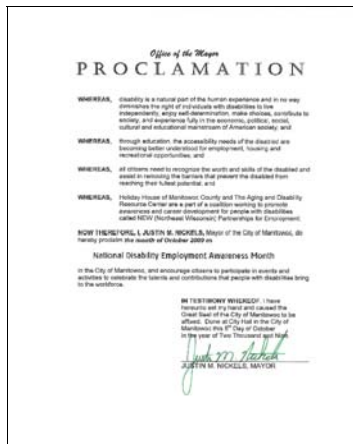 Office of the Mayor
PROCLAMATION
WHEREAS, disability is a natural part of the human experience and in no way
diminishes the right of individuals with disabilities to live
independently, enjoy self-determination, make choices, contribute to
society, and experience fully in the economic, political, social,
cultural and educational mainstream of American society; and
WHEREAS, through education, the accessibility needs of the disabled are
becoming better understood for employment, housing and
recreational opportunities; and
WHEREAS, all citizens need to recognize the worth and skills of the disabled and
assist in removing the barriers that prevent the disabled from
reaching their fullest potential; and
WHEREAS, Holiday House of Manitowoc County and The Aging and Disability
Resource Center are a part of a coalition working to promote
awareness and career development for people with disabilities
called NEW (Northeast Wisconsin) Partnerships for Employment;
NOW THEREFORE, I, JUSTIN M. NICKELS, Mayor of the City of Manitowoc, do
hereby proclaim the month of October 2009 as
National Disability Employment Awareness Month
in the City of Manitowoc, and encourage citizens to participate in events and
activities to celebrate the talents and contributions that people with disabilities bring
to the workforce.
IN TESTIMONY WHEREOF, I have
hereunto set my hand and caused the
Great Seal of the City of Manitowoc to be
affixed. Done at City Hall in the City of
Manitowoc this 5th Day of October
in the year of Two Thousand and Nine.
Justin M. Nickels
JUSTIN M. NICKELS, MAYOR